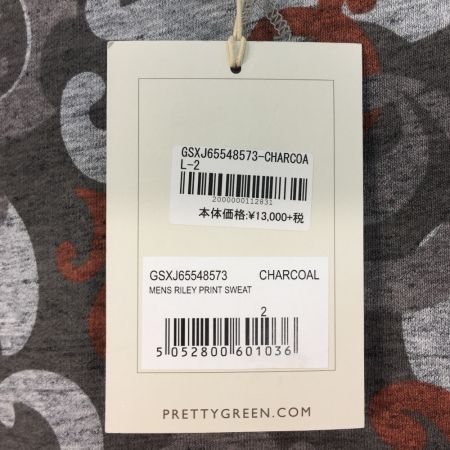 GSXJ65548573-CHARCOA
L-2
2000000112831
本体価格:¥13,000+税
GSXJ65548573 CHARCOAL
MENS RILEY PRINT SWEAT
2
5 052800 601036
PRETTYGREEN.COM